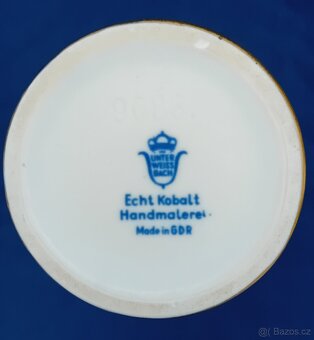 UNTER
WEISS
BACH
Echt Kobalt
Handmalerei
Made in GDR
Bazos.cz